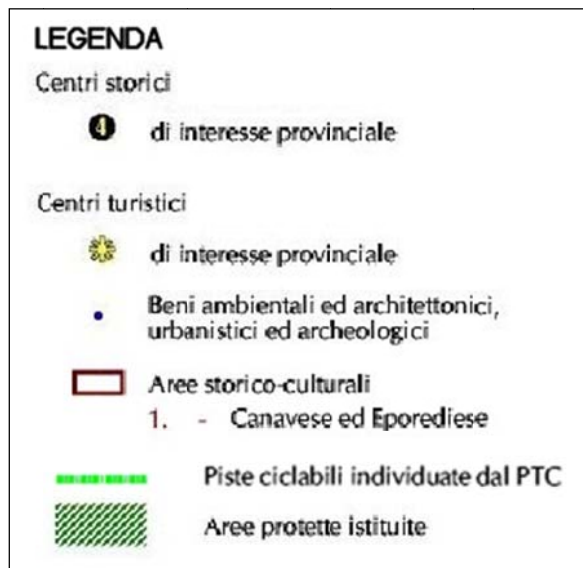 LEGENDA
Centri storici
4 di interesse provinciale
Centri turistici
di interesse provinciale
Beni ambientali ed architettonici,
urbanistici ed archeologici
Aree storico-culturali
1. - Canavese ed Eporediese
Piste ciclabili individuate dal PTC
Aree protette istituite